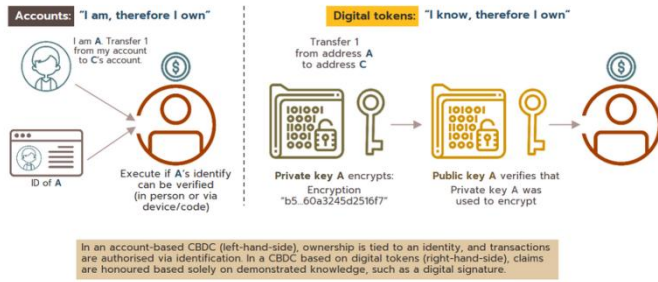 Accounts: "I am, therefore I own"
I am A. Transfer 1
from my account
to C's account.
ID of A
Execute if A's identify
can be verified
(in person or via
device/code)
Digital tokens: "I know, therefore I own"
Transfer 1
from address A
to address C
Private key A encrypts:
Encryption
"b5..60a3245d2516f7"
Public key A verifies that
Private key A was
used to encrypt
In an account-based CBDC (left-hand-side), ownership is tied to an identity, and transactions
are authorised via identification. In a CBDC based on digital tokens (right-hand-side), claims
are honoured based solely on demonstrated knowledge, such as a digital signature.